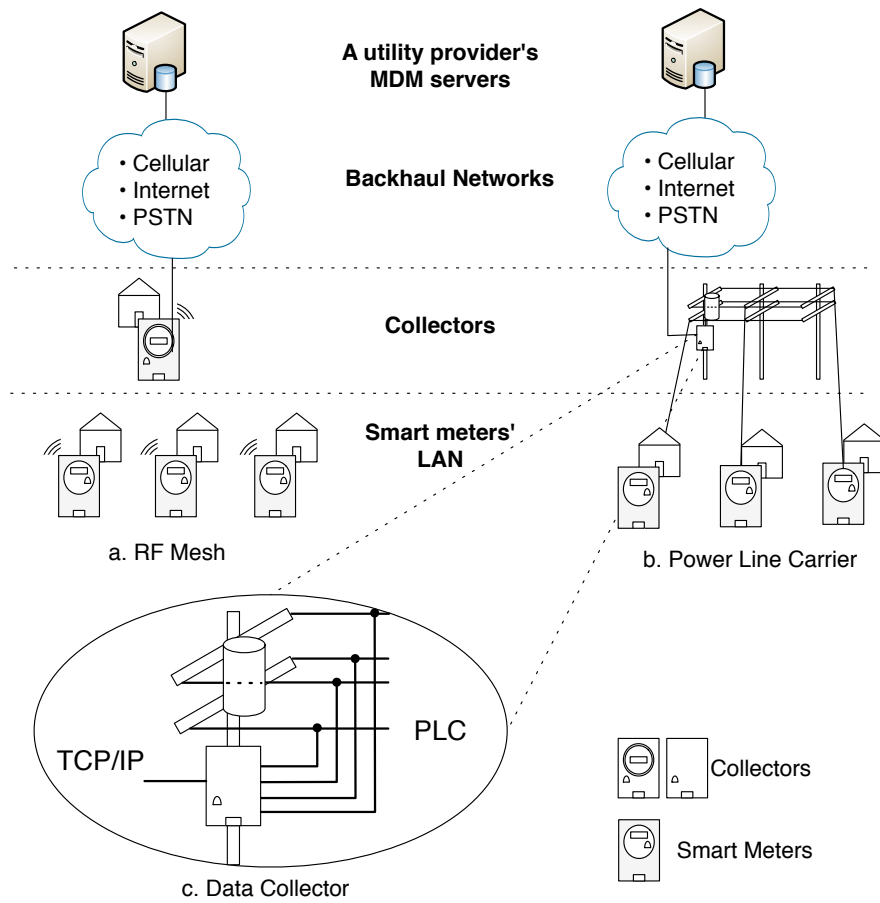 A utility provider's
MDM servers
• Cellular
• Internet
• PSTN
Backhaul Networks
• Cellular
• Internet
• PSTN
Collectors
Smart meters'
LAN
a. RF Mesh
b. Power Line Carrier
TCP/IP
PLC
c. Data Collector
Collectors
Smart Meters